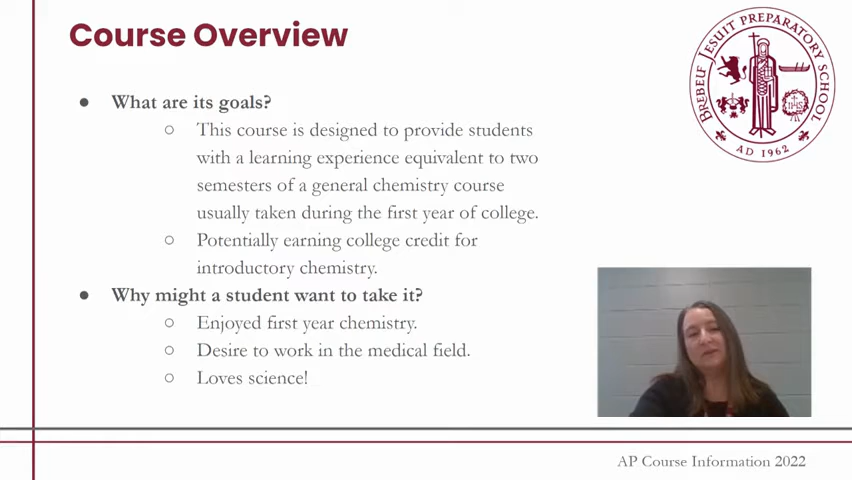 Course Overview
● What are its goals?
○ This course is designed to provide students
with a learning experience equivalent to two
semesters of a general chemistry course
usually taken during the first year of college.
○ Potentially earning college credit for
introductory chemistry.
● Why might a student want to take it?
○ Enjoyed first year chemistry.
○ Desire to work in the medical field.
○ Loves science!
BREBEUF JESUIT PREPARATORY SCHOOL
IHS
AD 1962
AP Course Information 2022